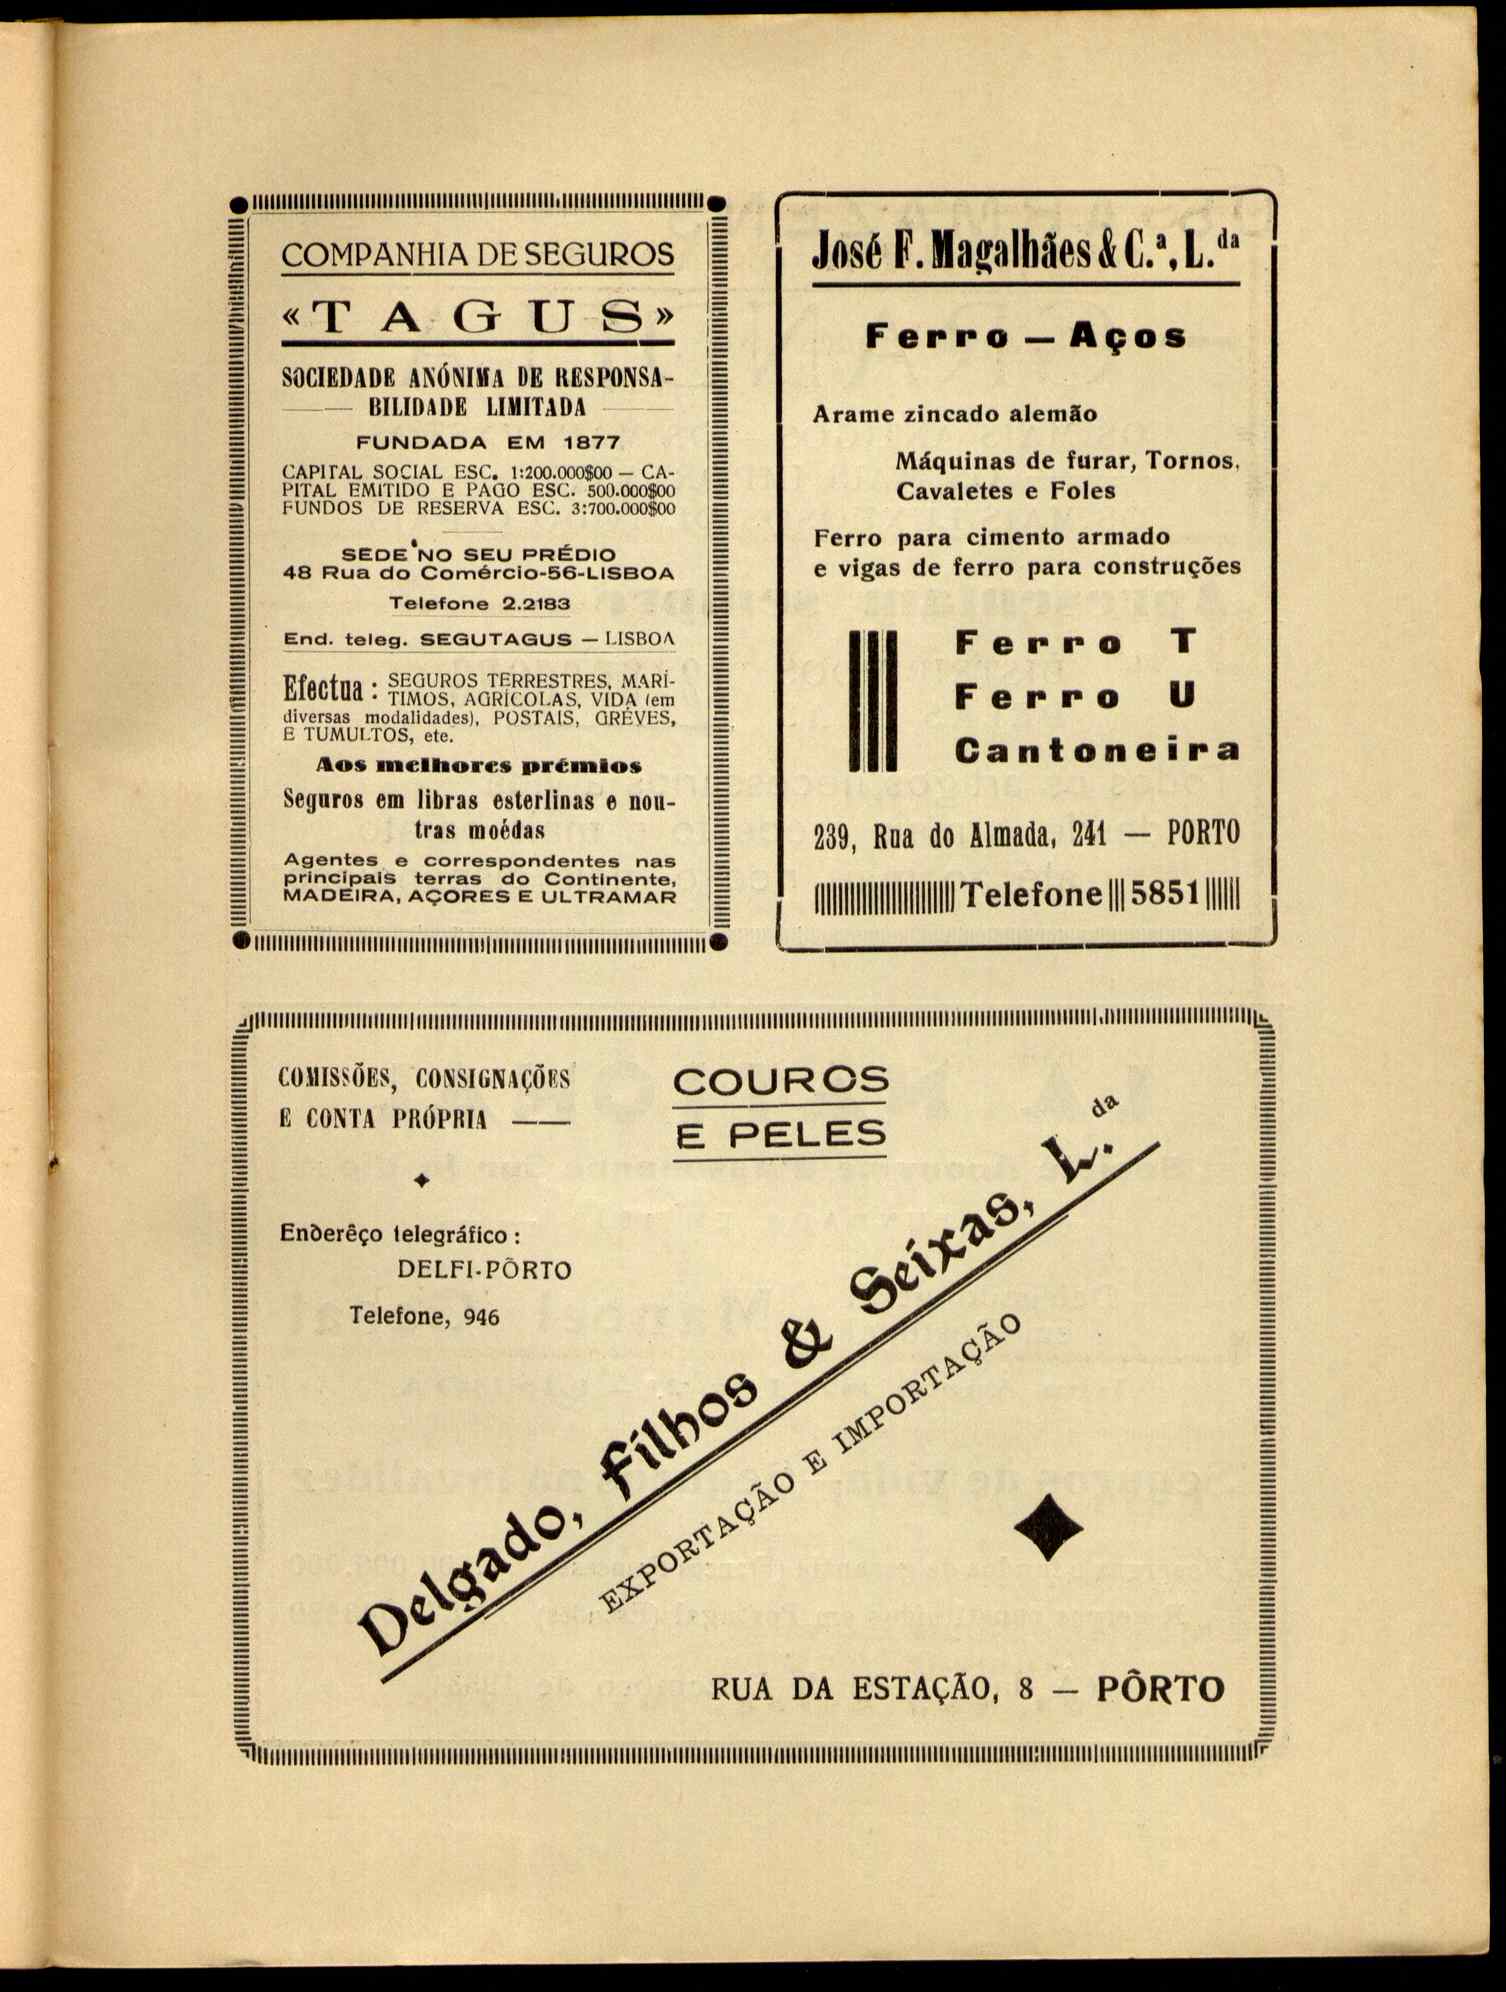 COMPANHIA DE SEGUROS
«TAGUS»
SOCIEDADE ANÓNIMA DE RESPONSA-
BILIDADE LIMITADA
FUNDADA EM 1877
CAPITAL SOCIAL ESC. 1:200.000$00 — CA-
PITAL EMITIDO E PAGO ESC. 500.000$00
FUNDOS DE RESERVA ESC. 3:700.000$00
SEDE NO SEU PRÉDIO
48 Rua do Comércio-56-LISBOA
Telefone 2.2183
End. teleg. SEGUTAGUS — LISBOA
Efectua: SEGUROS TERRESTRES, MARÍ-
TIMOS, AGRÍCOLAS, VIDA (em
diversas modalidades), POSTAIS, GRÉVES,
E TUMULTOS, ete.
Aos melhores prémios
Seguros em libras esterlinas e nou-
tras moédas
Agentes e correspondentes nas
principais terras do Continente,
MADEIRA, AÇORES E ULTRAMAR
José F. Magalhães & C.ª, L.da
Ferro — Aços
Arame zincado alemão
Máquinas de furar, Tornos,
Cavaletes e Foles
Ferro para cimento armado
e vigas de ferro para construções
Ferro T
Ferro U
Cantoneira
239, Rua do Almada, 241 — PORTO
Telefone 5851
COMISSÕES, CONSIGNAÇÕES
E CONTA PRÓPRIA ——
COUROS
E PELES
Enderêço telegráfico:
DELFI-PÔRTO
Telefone, 946
Delgado, Filhos & Seixas, L.da
EXPORTAÇÃO E IMPORTAÇÃO
RUA DA ESTAÇÃO, 8 — PÔRTO